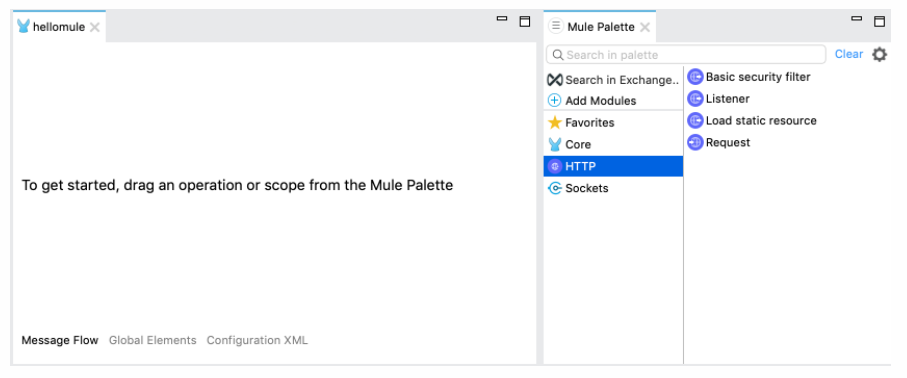 hellomule
To get started, drag an operation or scope from the Mule Palette
Message Flow Global Elements Configuration XML
Mule Palette
Search in palette
Clear
Search in Exchange..
Add Modules
Favorites
Core
HTTP
Sockets
Basic security filter
Listener
Load static resource
Request